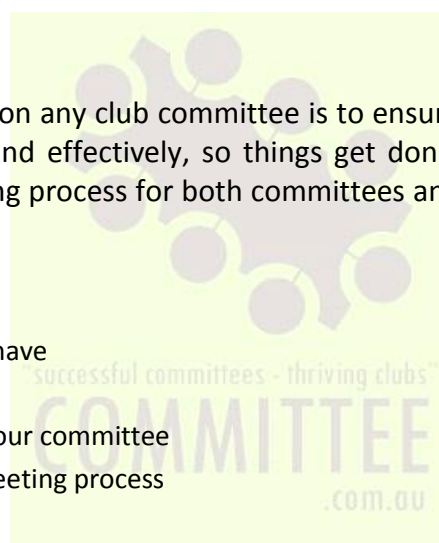 on any club committee is to ensur
nd effectively, so things get don
ng process for both committees an
have
"successful committees - thriving clubs"
our committee
COMMITTEE
eeting process
.com.au